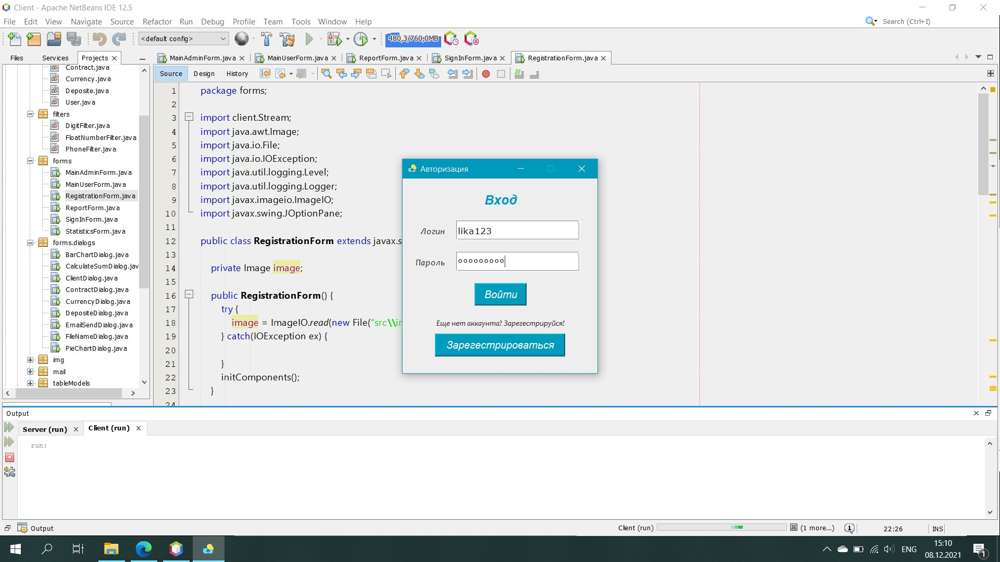 Client - Apache NetBeans IDE 12.5
File Edit View Navigate Source Refactor Run Debug Profile Team Tools Window Help
Search (Ctrl+I)
<default config>
480,3/760,0MB
Files Services Projects
MainAdminForm.java MainUserForm.java ReportForm.java SignInForm.java RegistrationForm.java
Source Design History
Contract.java
Currency.java
Deposite.java
User.java
filters
DigitFilter.java
FloatNumberFilter.java
PhoneFilter.java
forms
MainAdminForm.java
MainUserForm.java
RegistrationForm.java
ReportForm.java
SignInForm.java
StatisticsForm.java
forms.dialogs
BarChartDialog.java
CalculateSumDialog.jav
ClientDialog.java
ContractDialog.java
CurrencyDialog.java
DepositeDialog.java
EmailSendDialog.java
FileNameDialog.java
PieChartDialog.java
img
mail
tableModels
1 package forms;
2
3 import client.Stream;
4 import java.awt.Image;
5 import java.io.File;
6 import java.io.IOException;
7 import java.util.logging.Level;
8 import java.util.logging.Logger;
9 import javax.imageio.ImageIO;
10 import javax.swing.JOptionPane;
11
12 public class RegistrationForm extends javax.s
13
14 private Image image;
15
16 public RegistrationForm() {
17 try {
18 image = ImageIO.read(new File("src\\in
19 } catch(IOException ex) {
20
21 }
22 initComponents();
23 }
24
Авторизация
Вход
Логин lika123
Пароль
Войти
Еще нет аккаунта? Зарегестрируйся!
Зарегестрироваться
Output
Server (run) Client (run)
run:
Output
Client (run) (1 more...) 1 22:26 INS
ENG
15:10
08.12.2021
1